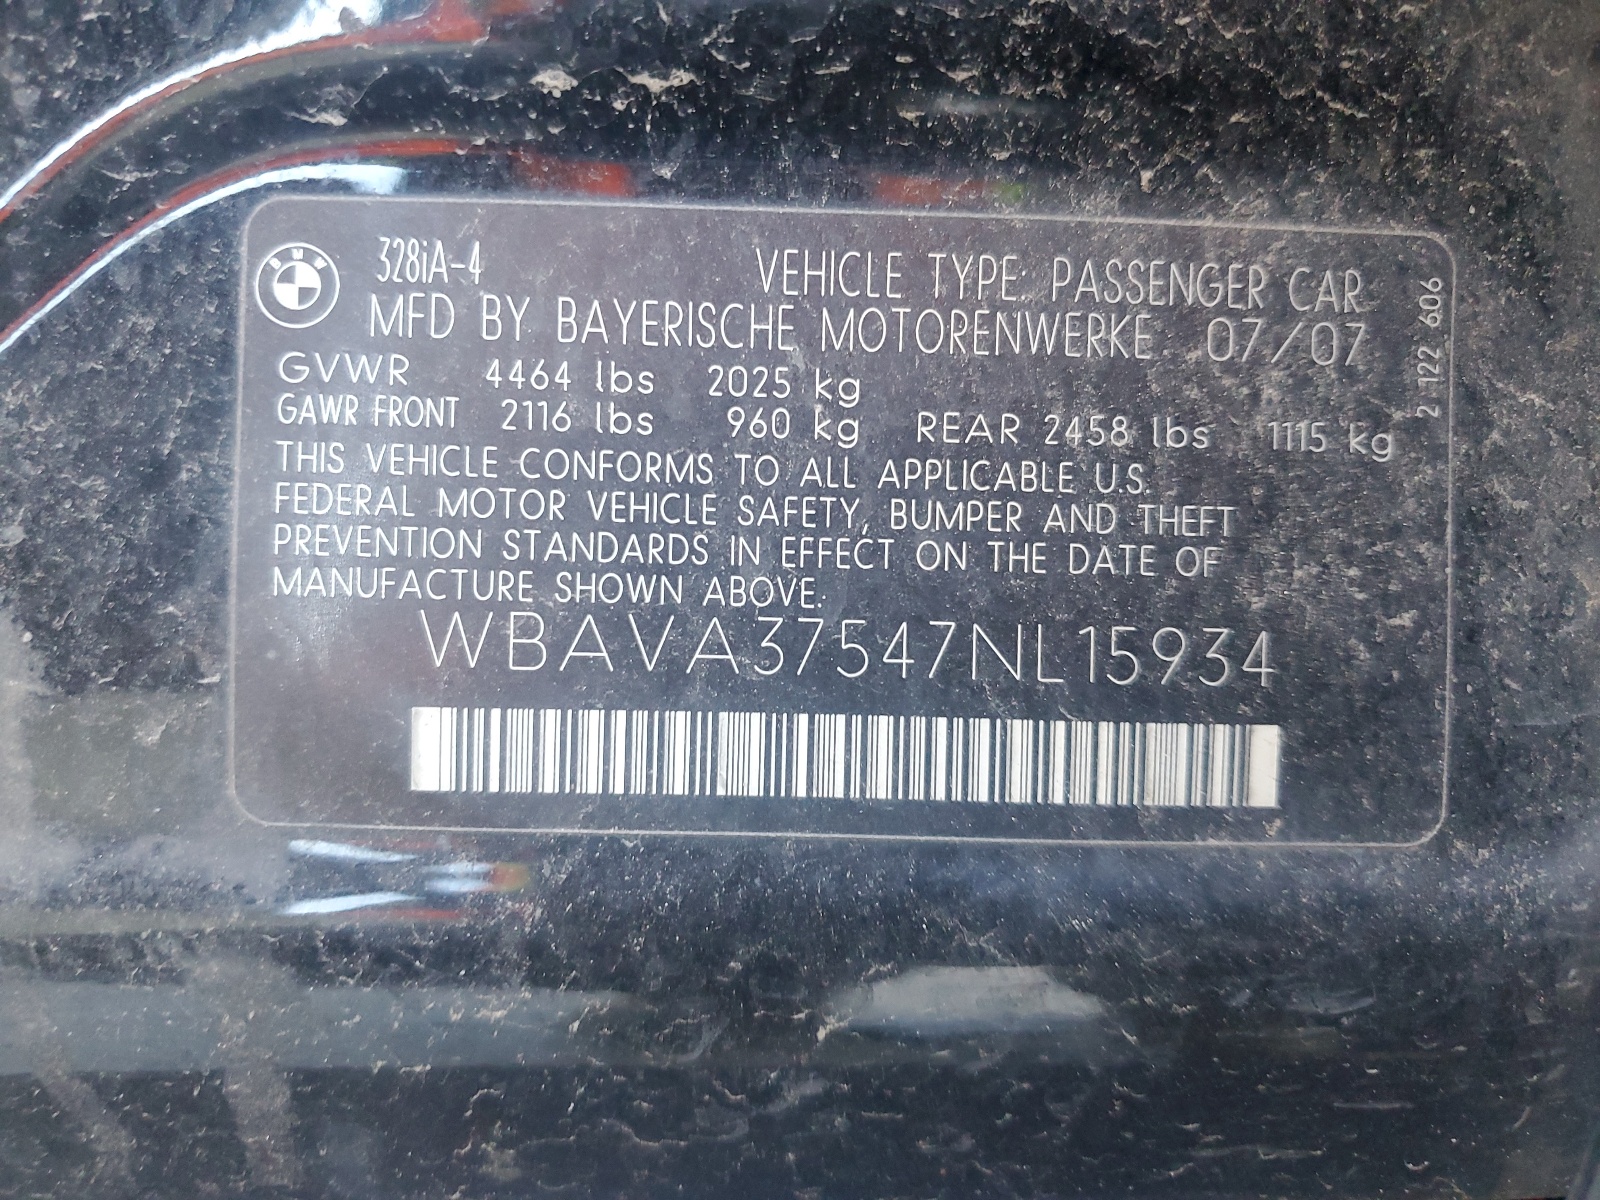 BMW
328iA-4 VEHICLE TYPE: PASSENGER CAR
MFD BY BAYERISCHE MOTORENWERKE 07/07
GVWR 4464 lbs 2025 kg
GAWR FRONT 2116 lbs 960 kg REAR 2458 lbs 1115 kg
THIS VEHICLE CONFORMS TO ALL APPLICABLE U.S.
FEDERAL MOTOR VEHICLE SAFETY, BUMPER AND THEFT
PREVENTION STANDARDS IN EFFECT ON THE DATE OF
MANUFACTURE SHOWN ABOVE.
WBAVA37547NL15934
2 122 606